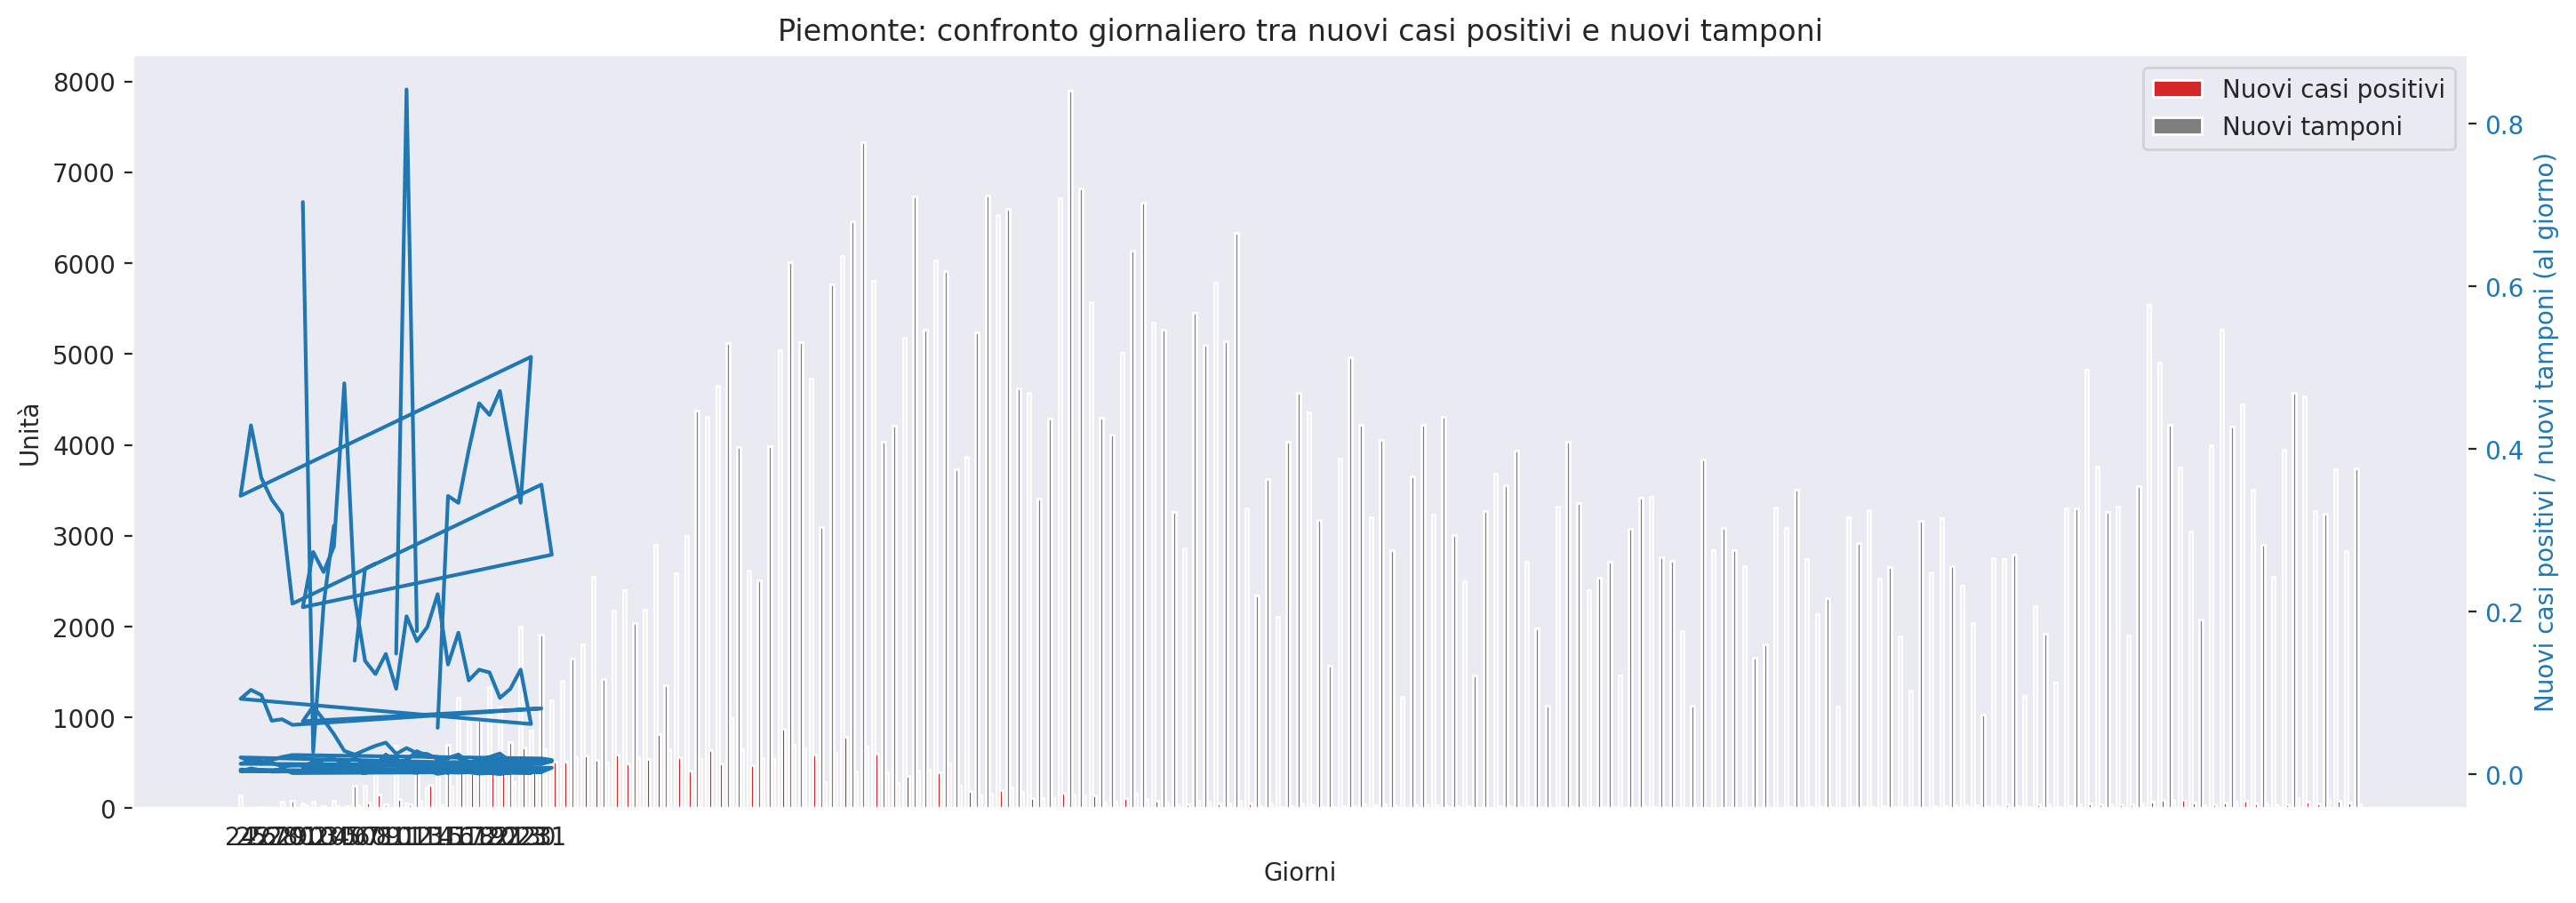 Piemonte: confronto giornaliero tra nuovi casi positivi e nuovi tamponi
Nuovi casi positivi
Nuovi tamponi
8000
7000
6000
5000
4000
3000
2000
1000
0
Unità
0.8
0.6
0.4
0.2
0.0
Nuovi casi positivi / nuovi tamponi (al giorno)
Giorni